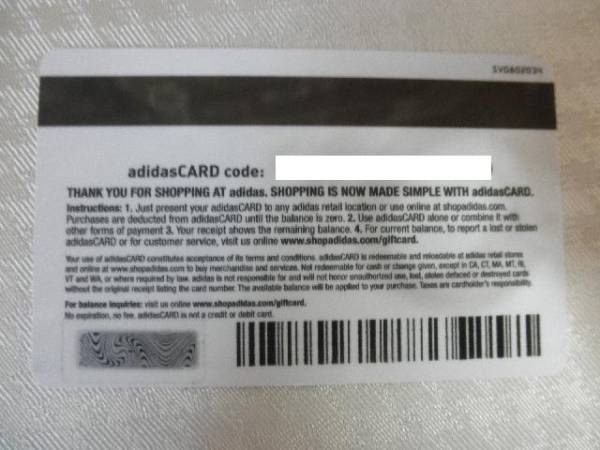 SV0602034
adidasCARD code:
THANK YOU FOR SHOPPING AT adidas. SHOPPING IS NOW MADE SIMPLE WITH adidasCARD.
Instructions: 1. Just present your adidasCARD to any adidas retail location or use online at shopadidas.com.
Purchases are deducted from adidasCARD until the balance is zero. 2. Use adidasCARD alone or combine it with
other forms of payment 3. Your receipt shows the remaining balance. 4. For current balance, to report a lost or stolen
adidasCARD or for customer service, visit us online www.shopadidas.com/giftcard.
Your use of adidasCARD constitutes acceptance of its terms and conditions. adidasCARD is redeemable and reloadable at adidas retail stores
and online at www.shopadidas.com to buy merchandise and services. Not redeemable for cash or change given, except in CA, CT, MA, MT, RI,
VT and WA, or where required by law. adidas is not responsible for and will not honor unauthorized use, lost, stolen defaced or destroyed cards
without the original receipt listing the card number. The available balance will be applied to your purchase. Taxes are cardholder's responsibility.
For balance inquiries: visit us online www.shopadidas.com/giftcard.
No expiration, no fee. adidasCARD is not a credit or debit card.